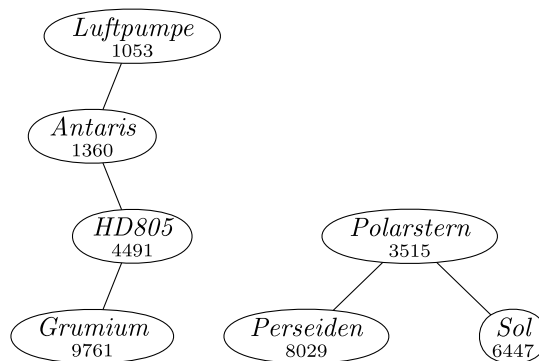 Luftpumpe
1053
Antaris
1360
HD805
4491
Polarstern
3515
Grumium
9761
Perseiden
8029
Sol
6447